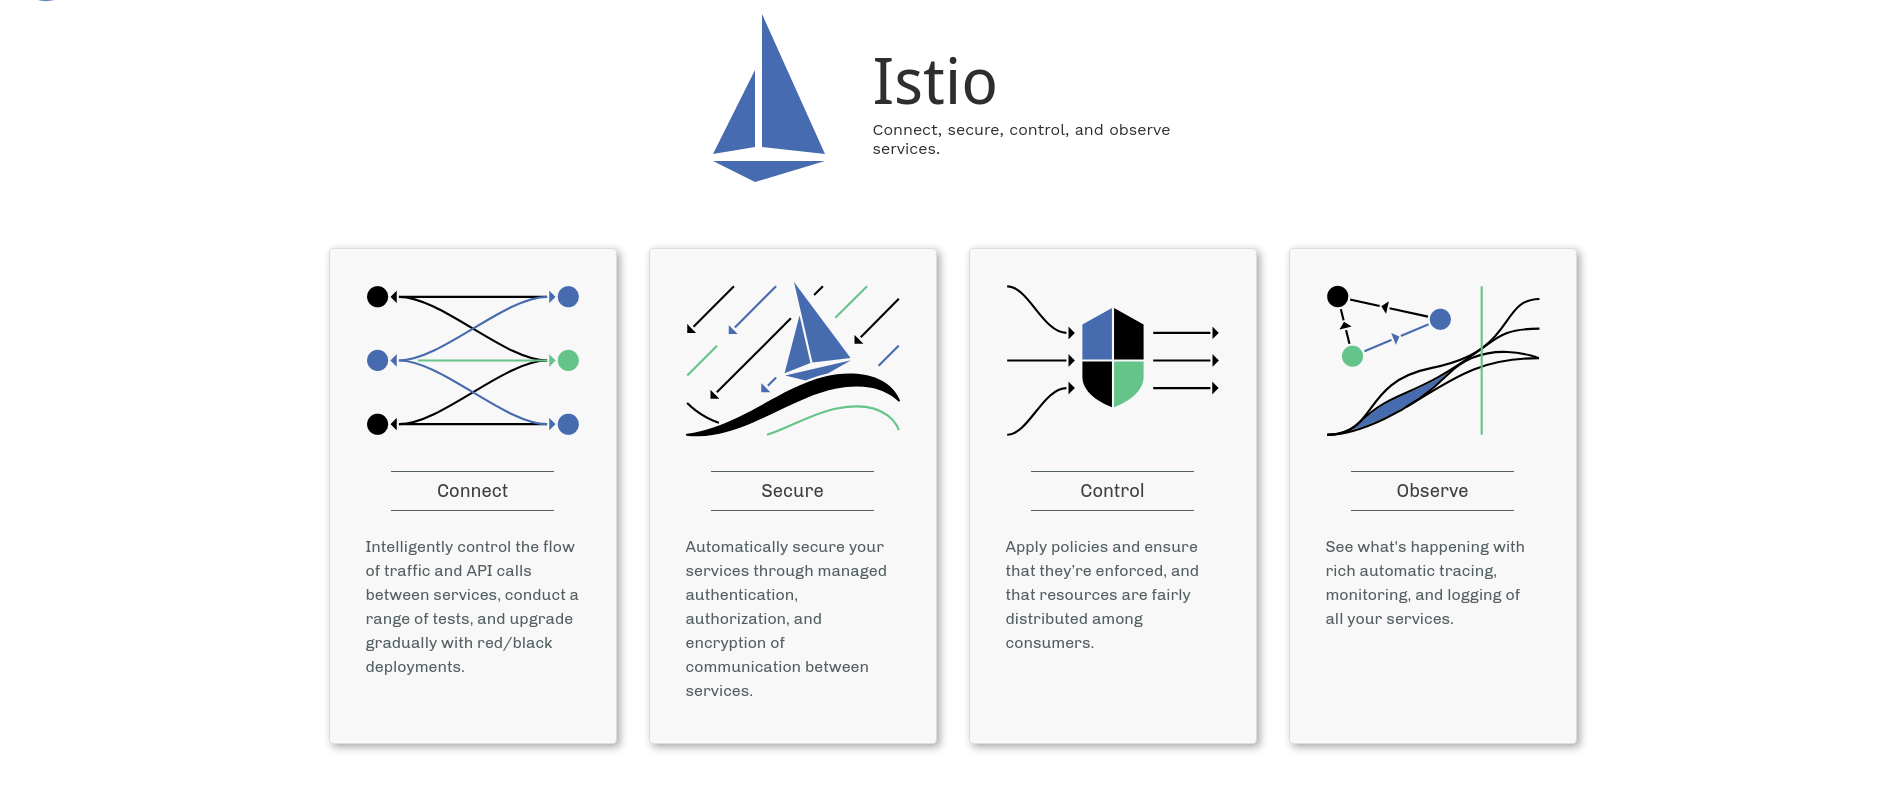 Istio
Connect, secure, control, and observe
services.
Connect
Intelligently control the flow
of traffic and API calls
between services, conduct a
range of tests, and upgrade
gradually with red/black
deployments.
Secure
Automatically secure your
services through managed
authentication,
authorization, and
encryption of
communication between
services.
Control
Apply policies and ensure
that they're enforced, and
that resources are fairly
distributed among
consumers.
Observe
See what's happening with
rich automatic tracing,
monitoring, and logging of
all your services.